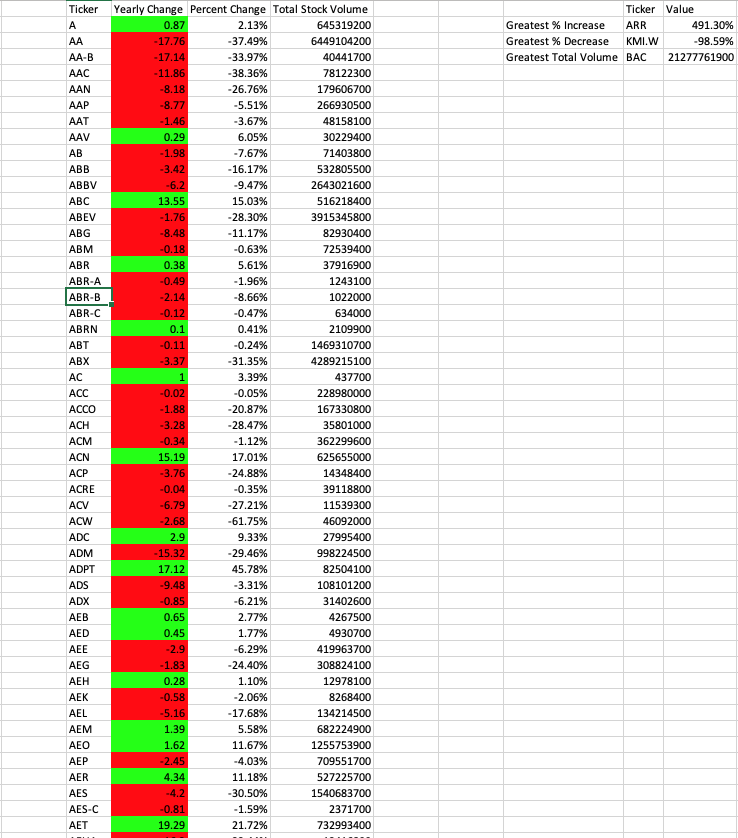 Ticker Yearly Change Percent Change Total Stock Volume Ticker Value
A 0.87 2.13% 645319200 Greatest % Increase ARR 491.30%
AA -17.76 -37.49% 6449104200 Greatest % Decrease KMI.W -98.59%
AA-B -17.14 -33.97% 40441700 Greatest Total Volume BAC 21277761900
AAC -11.86 -38.36% 78122300
AAN -8.18 -26.76% 179606700
AAP -8.77 -5.51% 266930500
AAT -1.46 -3.67% 48158100
AAV 0.29 6.05% 30229400
AB -1.98 -7.67% 71403800
ABB -3.42 -16.17% 532805500
ABBV -6.2 -9.47% 2643021600
ABC 13.55 15.03% 516218400
ABEV -1.76 -28.30% 3915345800
ABG -8.48 -11.17% 82930400
ABM -0.18 -0.63% 72539400
ABR 0.38 5.61% 37916900
ABR-A -0.49 -1.96% 1243100
ABR-B -2.14 -8.66% 1022000
ABR-C -0.12 -0.47% 634000
ABRN 0.1 0.41% 2109900
ABT -0.11 -0.24% 1469310700
ABX -3.37 -31.35% 4289215100
AC 1 3.39% 437700
ACC -0.02 -0.05% 228980000
ACCO -1.88 -20.87% 167330800
ACH -3.28 -28.47% 35801000
ACM -0.34 -1.12% 362299600
ACN 15.19 17.01% 625655000
ACP -3.76 -24.88% 14348400
ACRE -0.04 -0.35% 39118800
ACV -6.79 -27.21% 11539300
ACW -2.68 -61.75% 46092000
ADC 2.9 9.33% 27995400
ADM -15.32 -29.46% 998224500
ADPT 17.12 45.78% 82504100
ADS -9.48 -3.31% 108101200
ADX -0.85 -6.21% 31402600
AEB 0.65 2.77% 4267500
AED 0.45 1.77% 4930700
AEE -2.9 -6.29% 419963700
AEG -1.83 -24.40% 308824100
AEH 0.28 1.10% 12978100
AEK -0.58 -2.06% 8268400
AEL -5.16 -17.68% 134214500
AEM 1.39 5.58% 682224900
AEO 1.62 11.67% 1255753900
AEP -2.45 -4.03% 709551700
AER 4.34 11.18% 527225700
AES -4.2 -30.50% 1540683700
AES-C -0.81 -1.59% 2371700
AET 19.29 21.72% 732993400